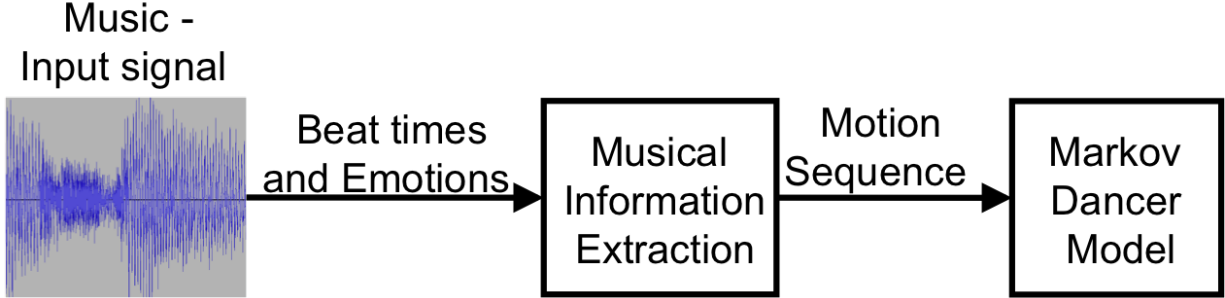 Music -
Input signal
Beat times
and Emotions
Musical
Information
Extraction
Motion
Sequence
Markov
Dancer
Model